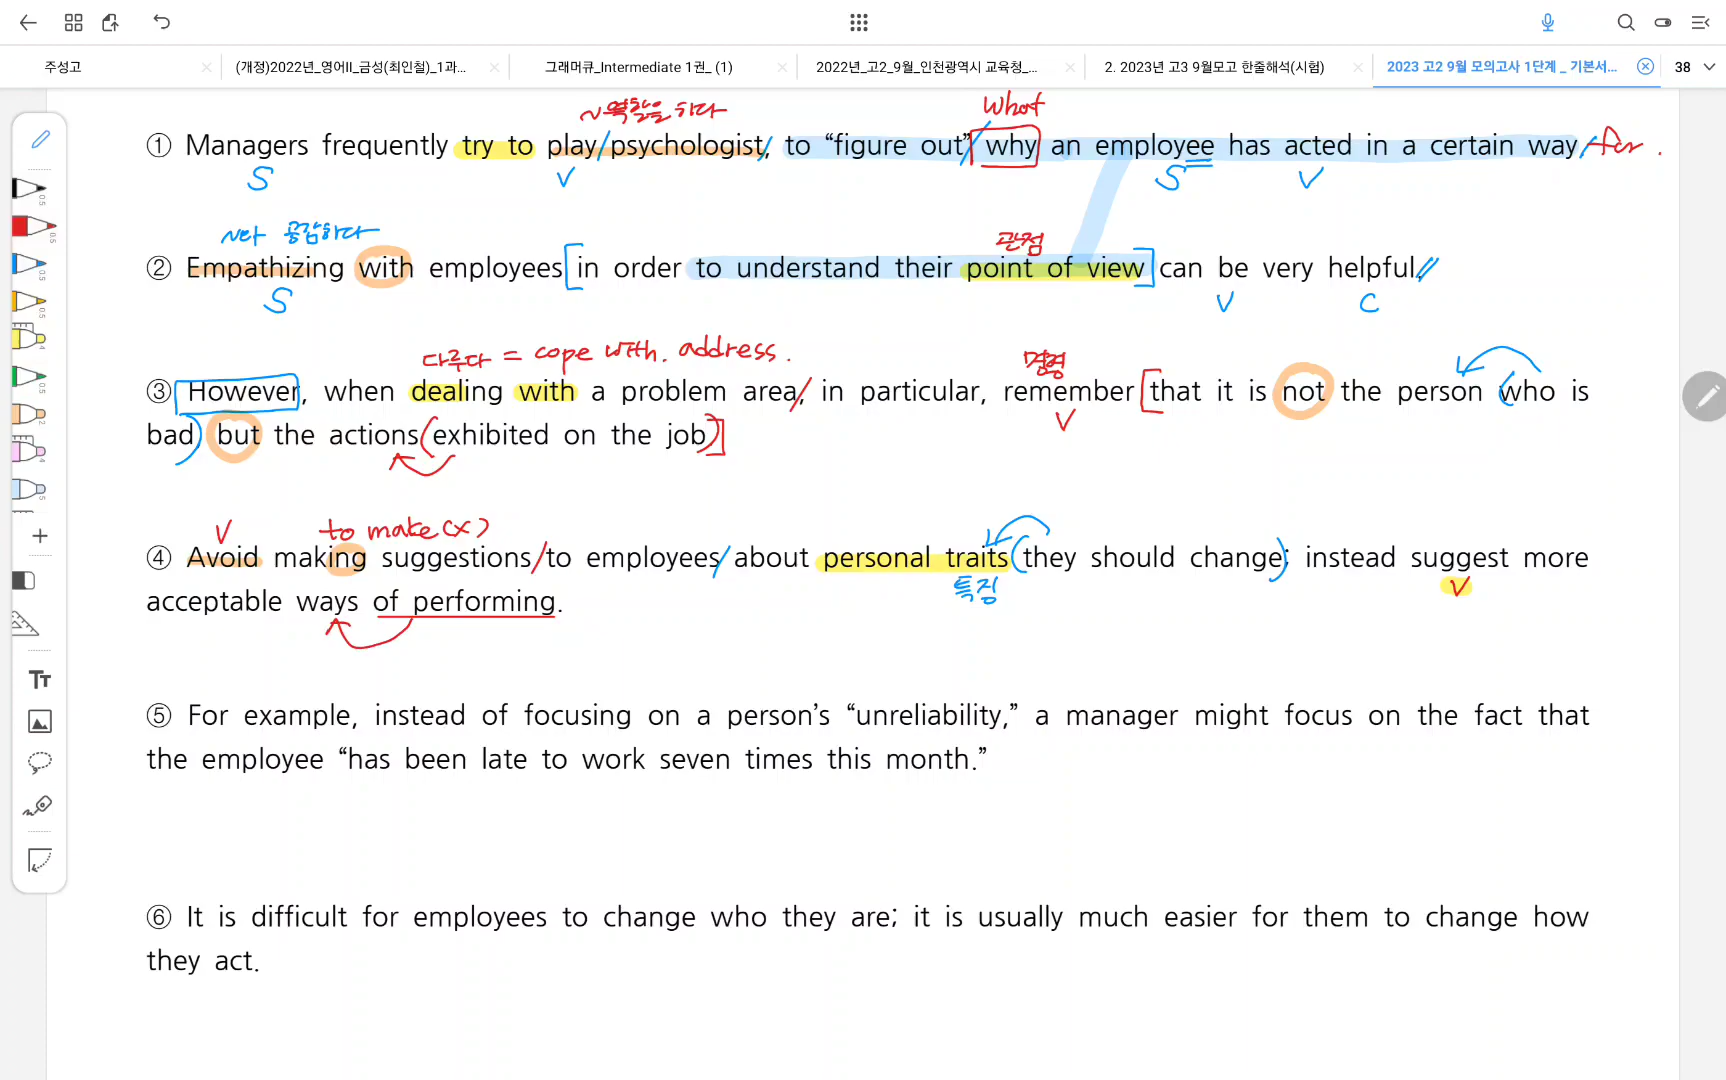 주성고
(개정)2022년_영어II_금성(최인철)_1과...
그래머큐_Intermediate 1권_ (1)
2022년_고2_9월_인천광역시 교육청_...
2. 2023년 고3 9월모고 한줄해석(시험)
2023 고2 9월 모의고사 1단계 _ 기본서...
38
~역할을 하다
what
① Managers frequently try to play psychologist, to “figure out” why an employee has acted in a certain way for.
S V S V
~에 공감하다
관점
② Empathizing with employees in order to understand their point of view can be very helpful.
S V C
다루다 = cope with. address.
명령
③ However, when dealing with a problem area, in particular, remember that it is not the person who is
V
bad but the actions exhibited on the job
V to make (x)
④ Avoid making suggestions to employees about personal traits they should change; instead suggest more
특징 V
acceptable ways of performing.
⑤ For example, instead of focusing on a person’s “unreliability,” a manager might focus on the fact that
the employee “has been late to work seven times this month.”
⑥ It is difficult for employees to change who they are; it is usually much easier for them to change how
they act.
Tт